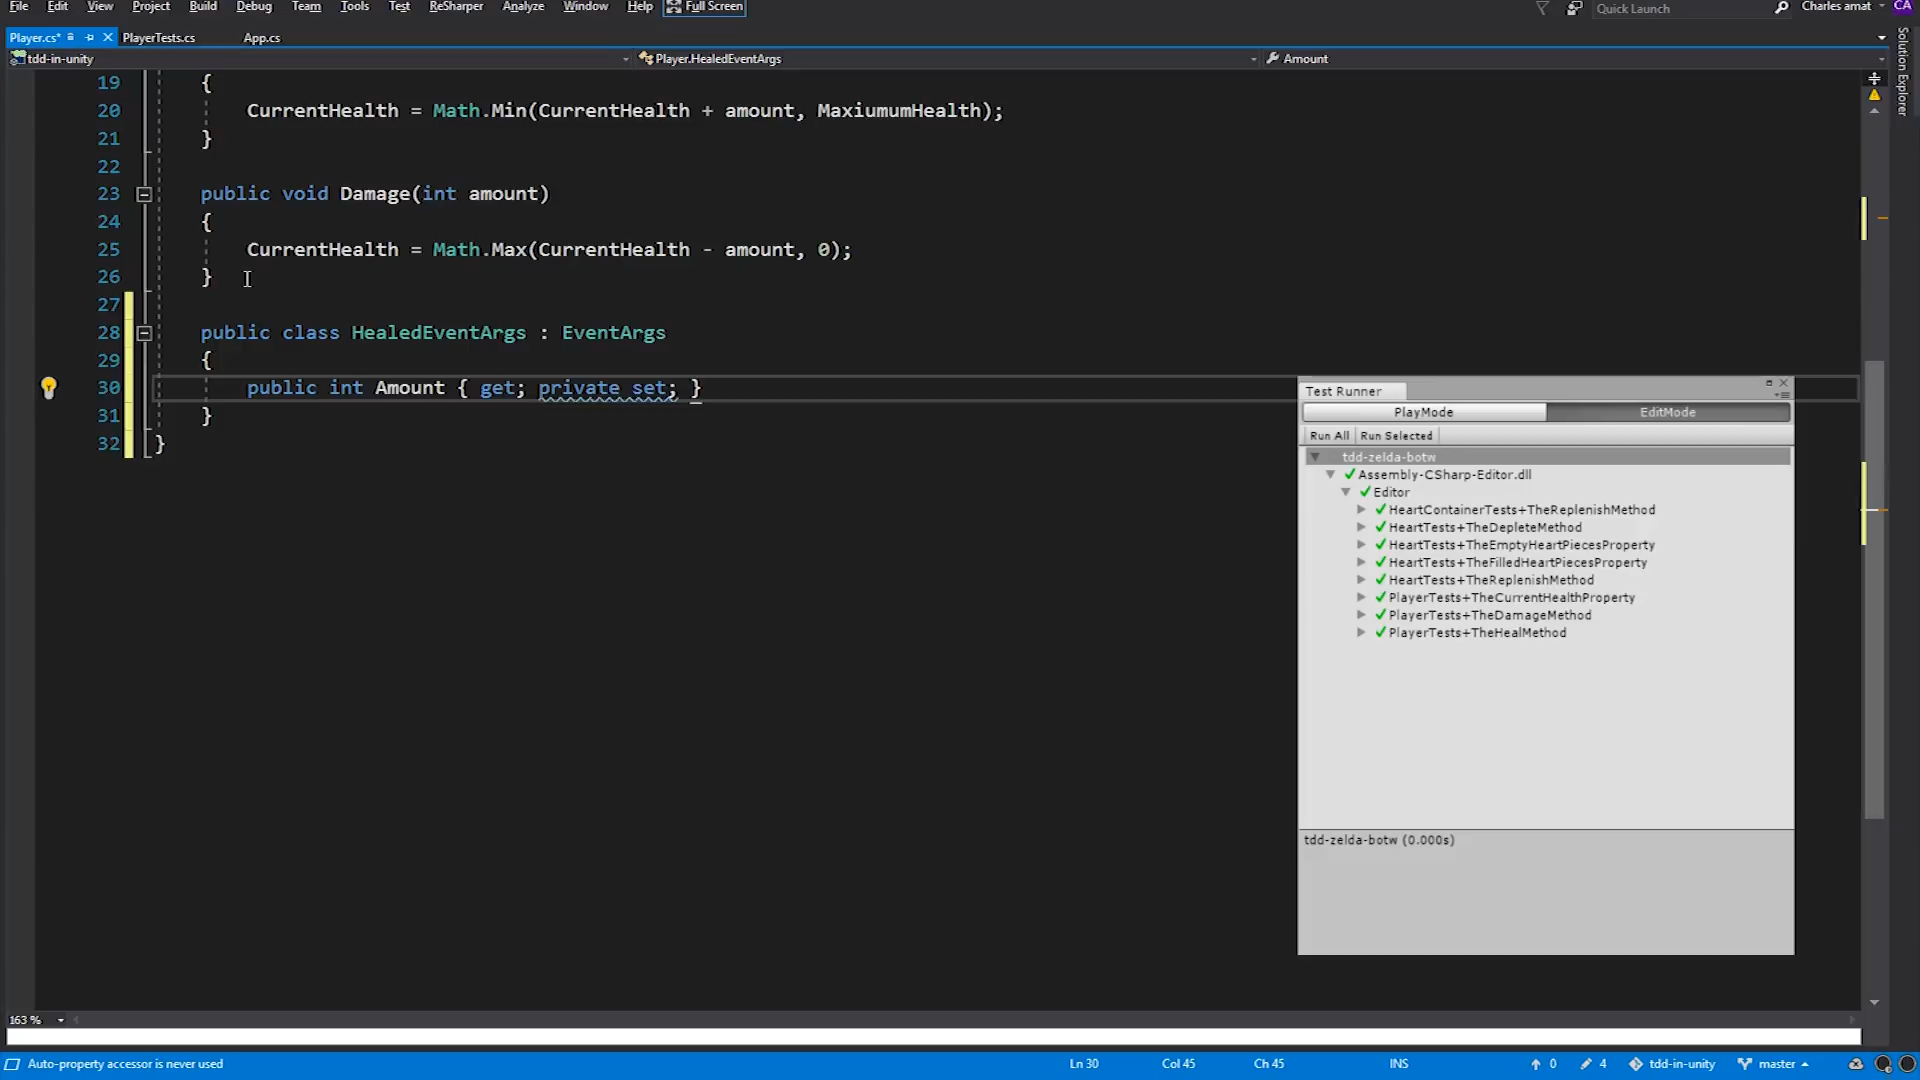 File Edit View Project Build Debug Team Tools Test ReSharper Analyze Window Help Full Screen Quick Launch Charles amat CA
Player.cs* PlayerTests.cs App.cs
tdd-in-unity Player.HealedEventArgs Amount
Solution Explorer
19 {
20 CurrentHealth = Math.Min(CurrentHealth + amount, MaxiumumHealth);
21 }
22
23 public void Damage(int amount)
24 {
25 CurrentHealth = Math.Max(CurrentHealth - amount, 0);
26 }
27
28 public class HealedEventArgs : EventArgs
29 {
30 public int Amount { get; private set; }
31 }
32 }
Test Runner
PlayMode EditMode
Run All Run Selected
tdd-zelda-botw
Assembly-CSharp-Editor.dll
Editor
HeartContainerTests+TheReplenishMethod
HeartTests+TheDepleteMethod
HeartTests+TheEmptyHeartPiecesProperty
HeartTests+TheFilledHeartPiecesProperty
HeartTests+TheReplenishMethod
PlayerTests+TheCurrentHealthProperty
PlayerTests+TheDamageMethod
PlayerTests+TheHealMethod
tdd-zelda-botw (0.000s)
163 %
Auto-property accessor is never used Ln 30 Col 45 Ch 45 INS 0 4 tdd-in-unity master